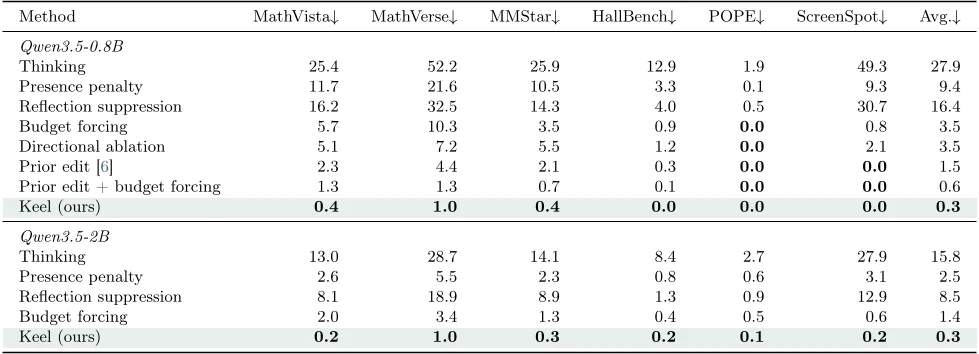 Method MathVista↓ MathVerse↓ MMStar↓ HallBench↓ POPE↓ ScreenSpot↓ Avg.↓
Qwen3.5-0.8B
Thinking 25.4 52.2 25.9 12.9 1.9 49.3 27.9
Presence penalty 11.7 21.6 10.5 3.3 0.1 9.3 9.4
Reflection suppression 16.2 32.5 14.3 4.0 0.5 30.7 16.4
Budget forcing 5.7 10.3 3.5 0.9 0.0 0.8 3.5
Directional ablation 5.1 7.2 5.5 1.2 0.0 2.1 3.5
Prior edit [6] 2.3 4.4 2.1 0.3 0.0 0.0 1.5
Prior edit + budget forcing 1.3 1.3 0.7 0.1 0.0 0.0 0.6
Keel (ours) 0.4 1.0 0.4 0.0 0.0 0.0 0.3
Qwen3.5-2B
Thinking 13.0 28.7 14.1 8.4 2.7 27.9 15.8
Presence penalty 2.6 5.5 2.3 0.8 0.6 3.1 2.5
Reflection suppression 8.1 18.9 8.9 1.3 0.9 12.9 8.5
Budget forcing 2.0 3.4 1.3 0.4 0.5 0.6 1.4
Keel (ours) 0.2 1.0 0.3 0.2 0.1 0.2 0.3